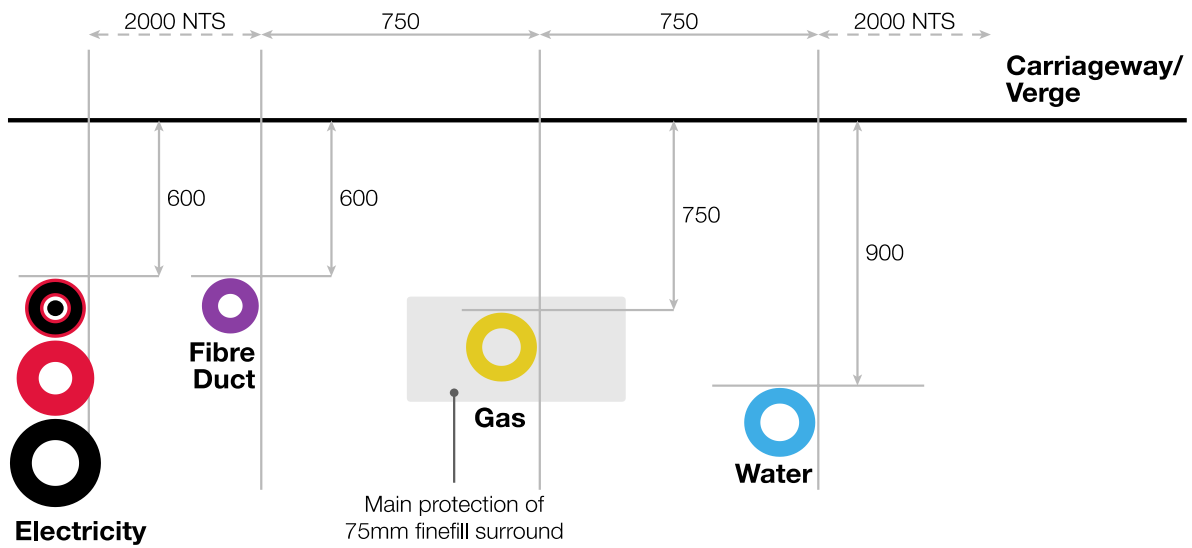 2000 NTS
750
750
2000 NTS
Carriageway/
Verge
600
600
750
900
Fibre
Duct
Gas
Water
Main protection of
75mm finefill surround
Electricity